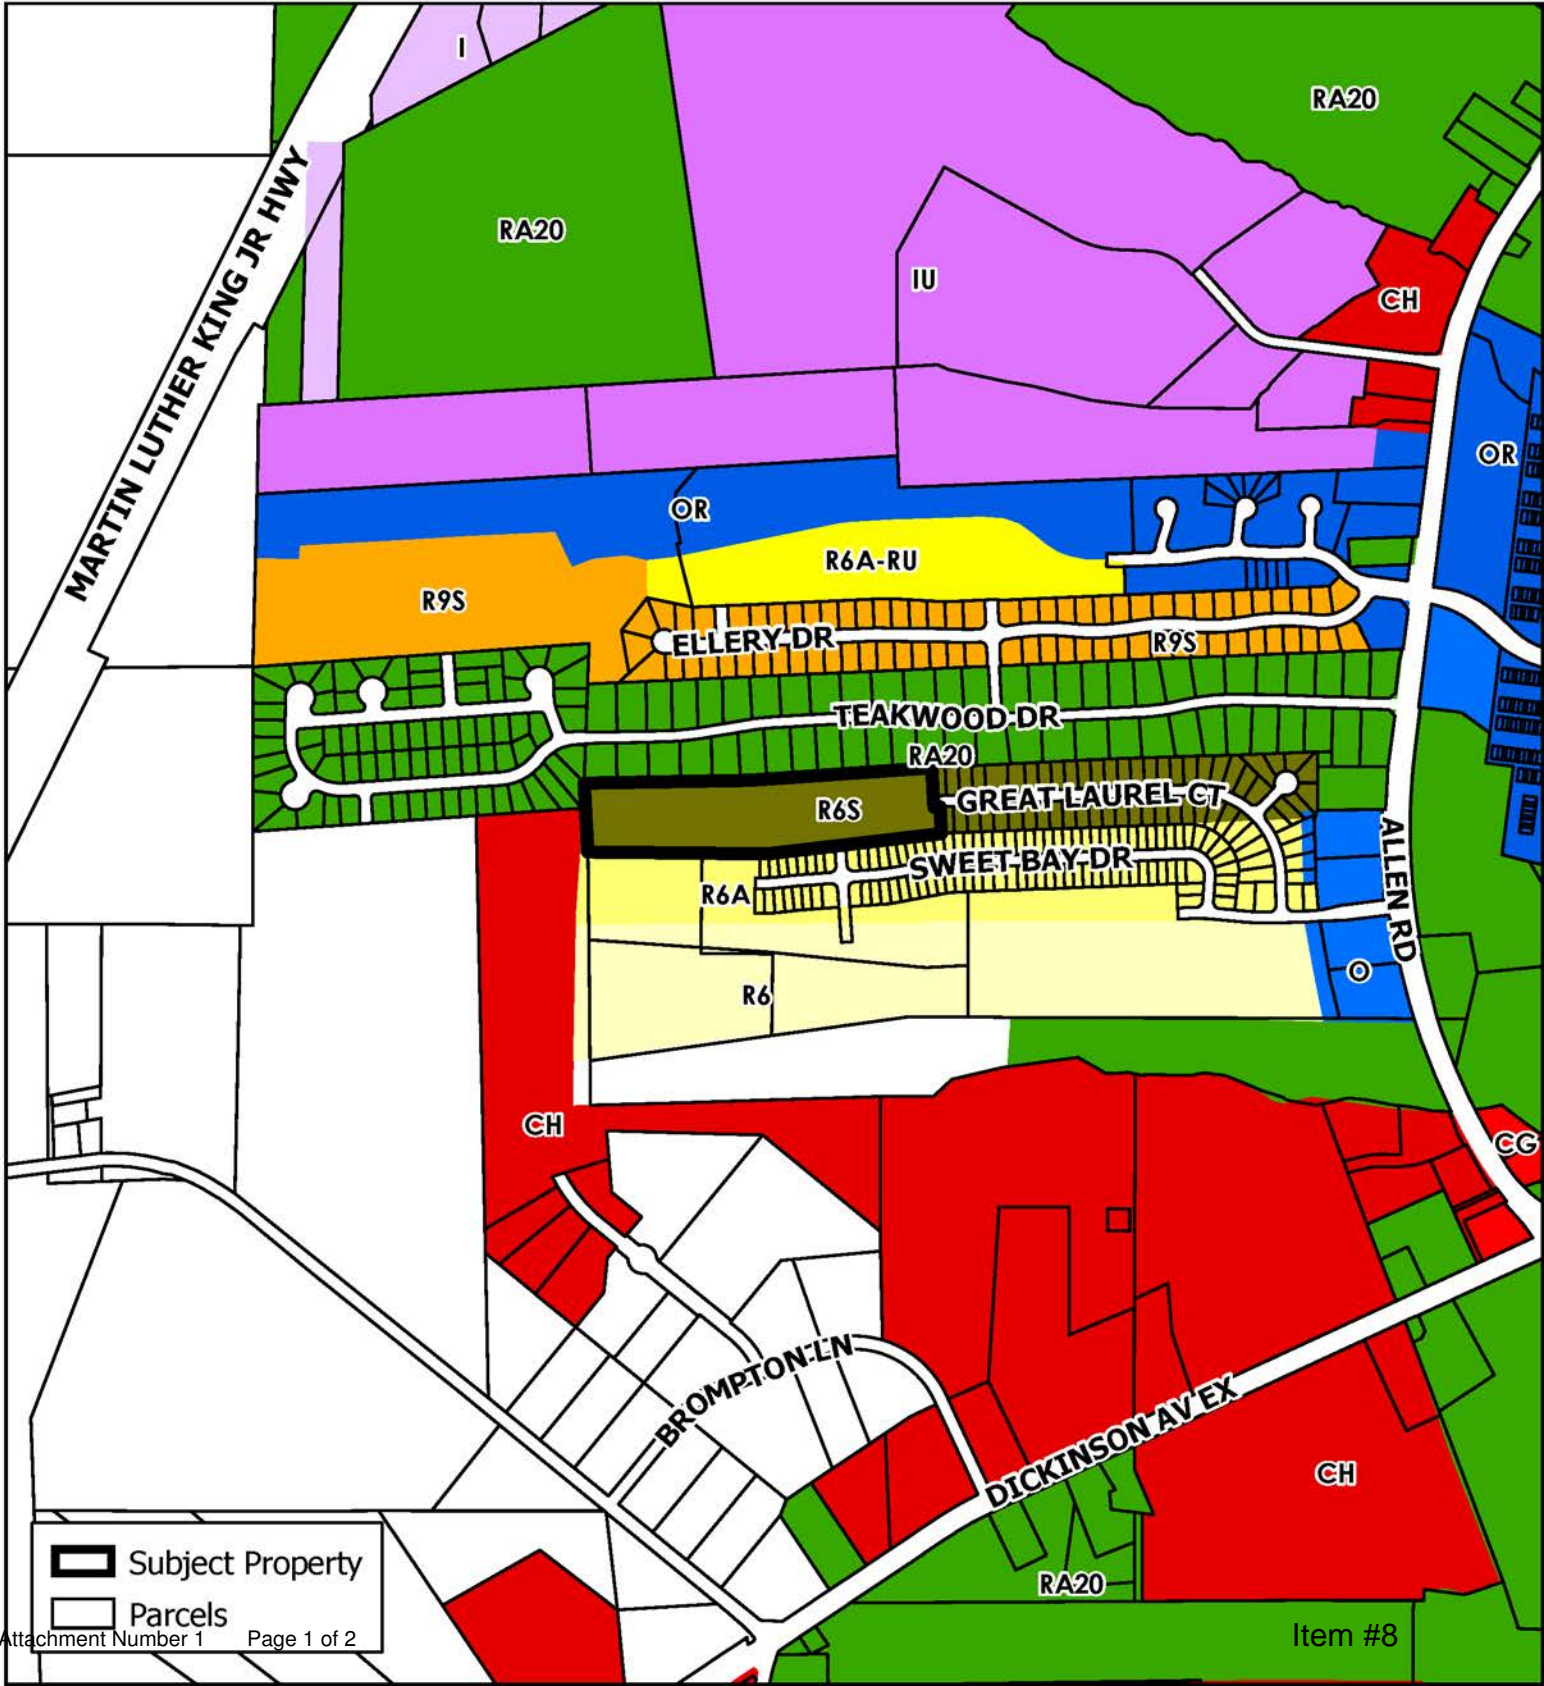 I
RA20
MARTIN LUTHER KING JR HWY
RA20
IU
CH
OR
OR
R6A-RU
R9S
ELLERY DR
R9S
TEAKWOOD DR
RA20
R6S
GREAT LAUREL CT
SWEET BAY DR
ALLEN RD
R6A
O
R6
CH
CG
BROMPTON LN
DICKINSON AV EX
CH
RA20
Subject Property
Parcels
Attachment Number 1 Page 1 of 2
Item #8